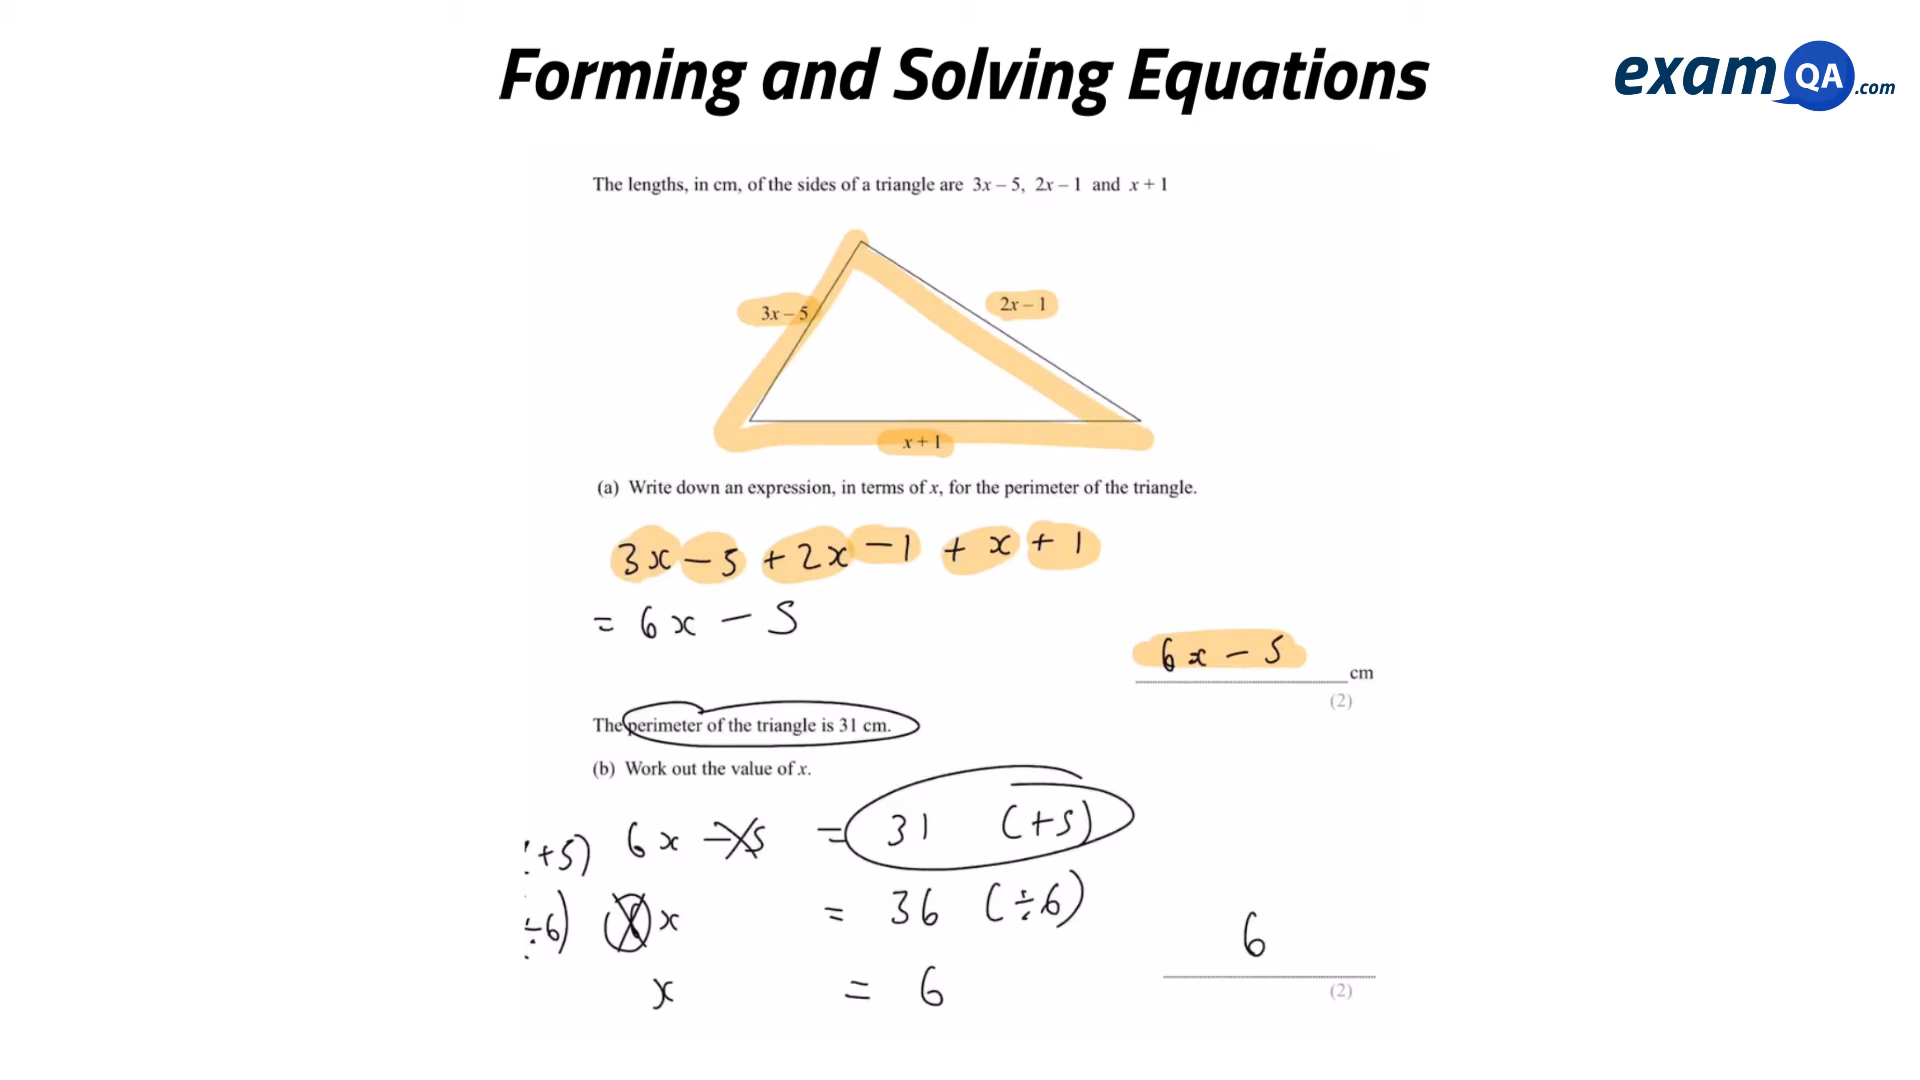 Forming and Solving Equations
examQA.com
The lengths, in cm, of the sides of a triangle are 3x – 5, 2x – 1 and x + 1
3x – 5
2x – 1
x + 1
(a) Write down an expression, in terms of x, for the perimeter of the triangle.
3x - 5 + 2x - 1 + x + 1
= 6x - 5
6x - 5 cm
(2)
The perimeter of the triangle is 31 cm.
(b) Work out the value of x.
(+5) 6x - 5 = 31 (+5)
÷6) 6x = 36 (÷6)
x = 6
6
(2)